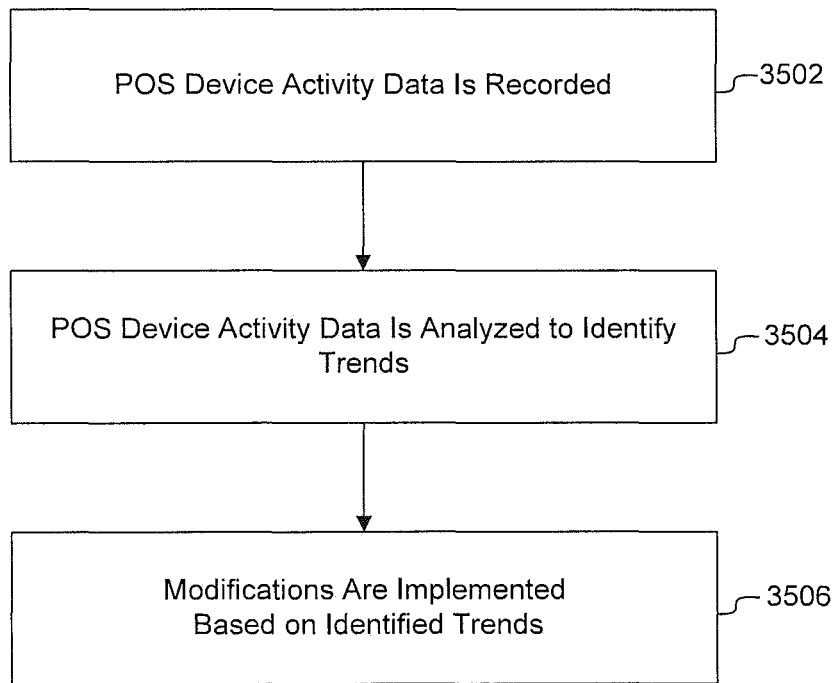 POS Device Activity Data Is Recorded
3502
POS Device Activity Data Is Analyzed to Identify
Trends
3504
Modifications Are Implemented
Based on Identified Trends
3506